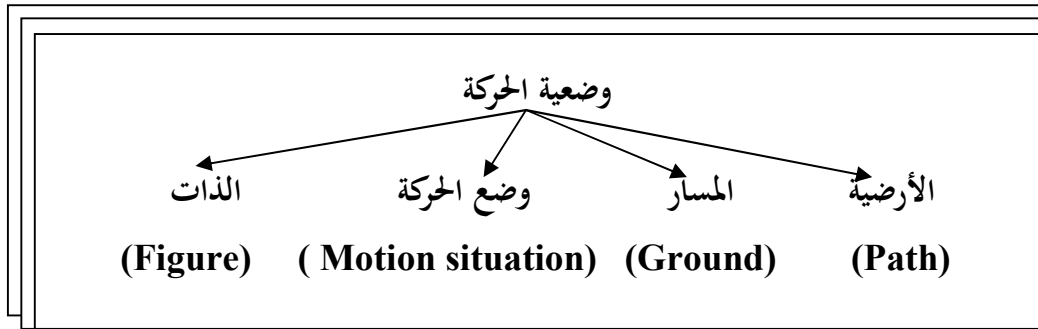 وضعية الحركة
الأرضية المسار وضع الحركة الذات
(Figure) ( Motion situation) (Ground) (Path)